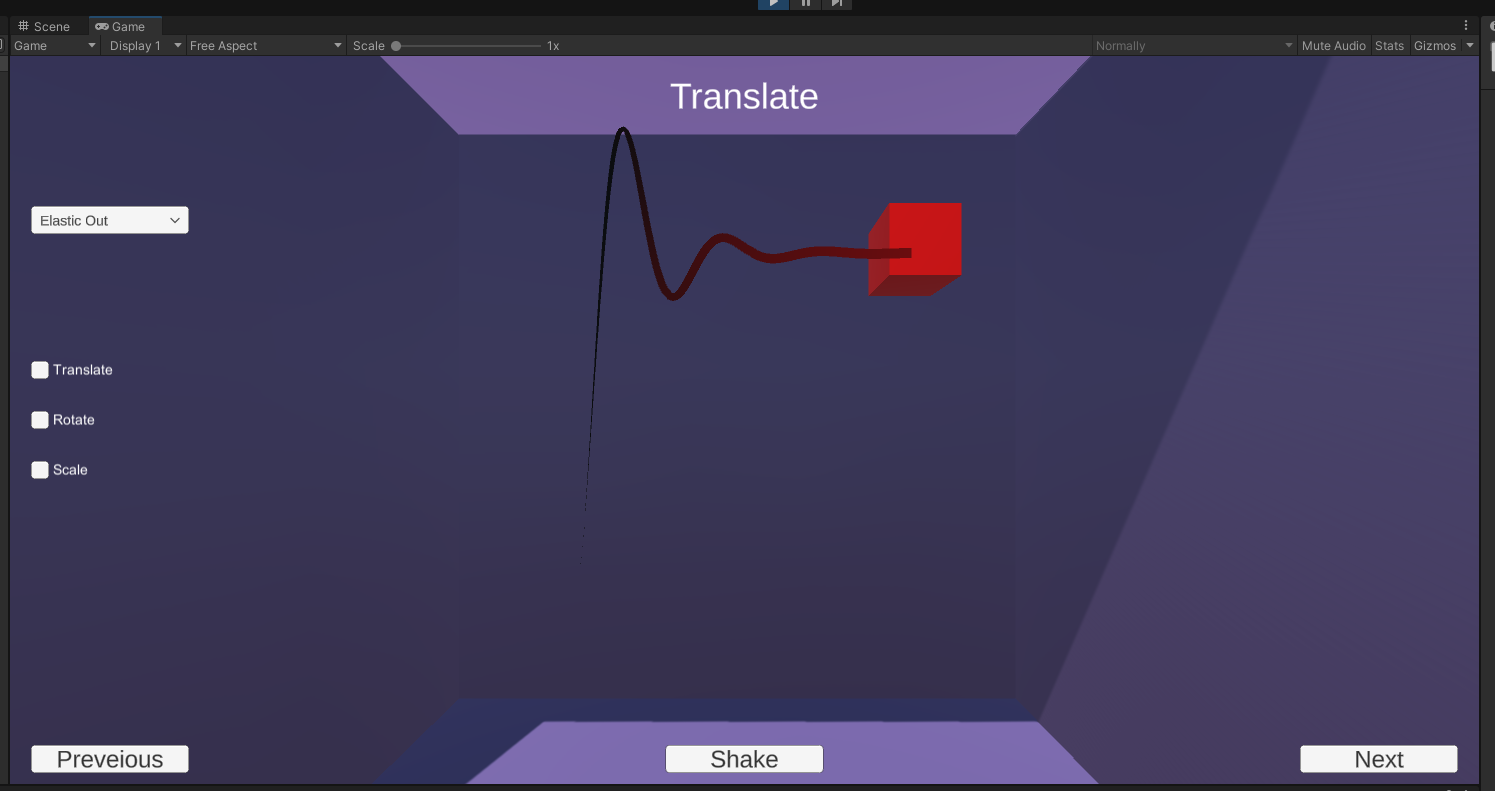 Scene Game
Game Display 1 Free Aspect Scale 1x Normally Mute Audio Stats Gizmos
Translate
Elastic Out
Translate
Rotate
Scale
Preveious Shake Next